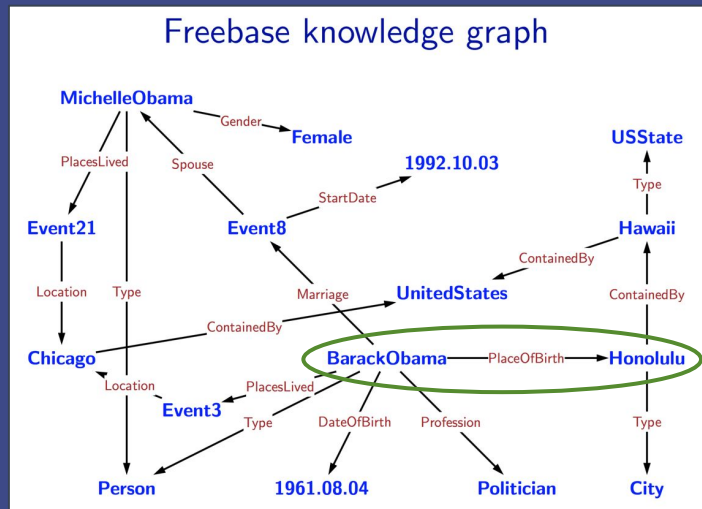 Freebase knowledge graph
MichelleObama
Gender
Female
USState
PlacesLived
Spouse
1992.10.03
Type
StartDate
Event21
Event8
Hawaii
ContainedBy
Location
Type
Marriage
UnitedStates
ContainedBy
ContainedBy
Chicago
BarackObama
PlaceOfBirth
Honolulu
Location
PlacesLived
Event3
Type
DateOfBirth
Profession
Type
Person
1961.08.04
Politician
City